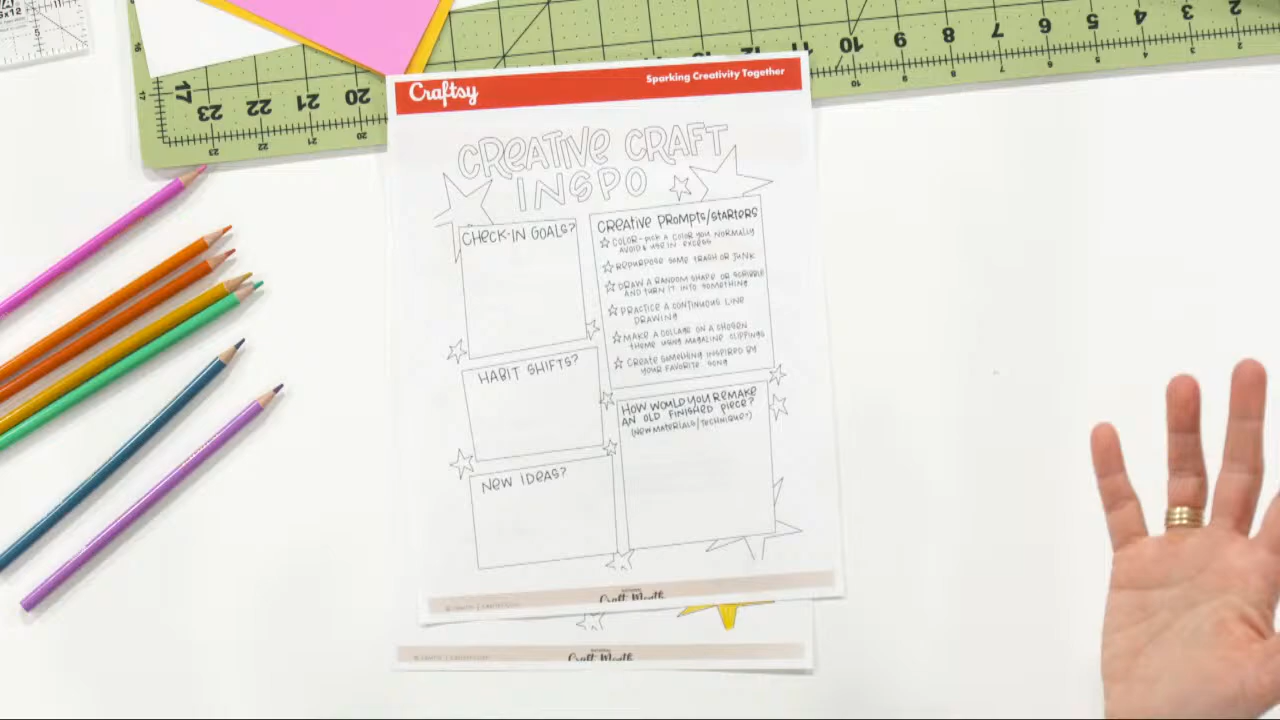 Craftsy
Sparking Creativity Together
CREATIVE CRAFT
INSPO
CHECK-IN GOALS?
HABIT SHIFTS?
NEW IDEAS?
CREATIVE PROMPTS/STARTERS
COLOR - PICK A COLOR YOU NORMALLY
AVOID & USE IN EXCESS
REPURPOSE SOME TRASH OR JUNK
DRAW A RANDOM SHAPE OR SCRIBBLE
AND TURN IT INTO SOMETHING
PRACTICE A CONTINUOUS LINE
DRAWING
MAKE A COLLAGE ON A CHOSEN
THEME USING MAGAZINE CLIPPINGS
CREATE SOMETHING INSPIRED BY
YOUR FAVORITE SONG
HOW WOULD YOU REMAKE
AN OLD FINISHED PIECE?
(NEW MATERIALS/TECHNIQUE?)
Craft Month
Craft Month
23 22 21 20
17
10 9 8 7 6 5 4 3 2